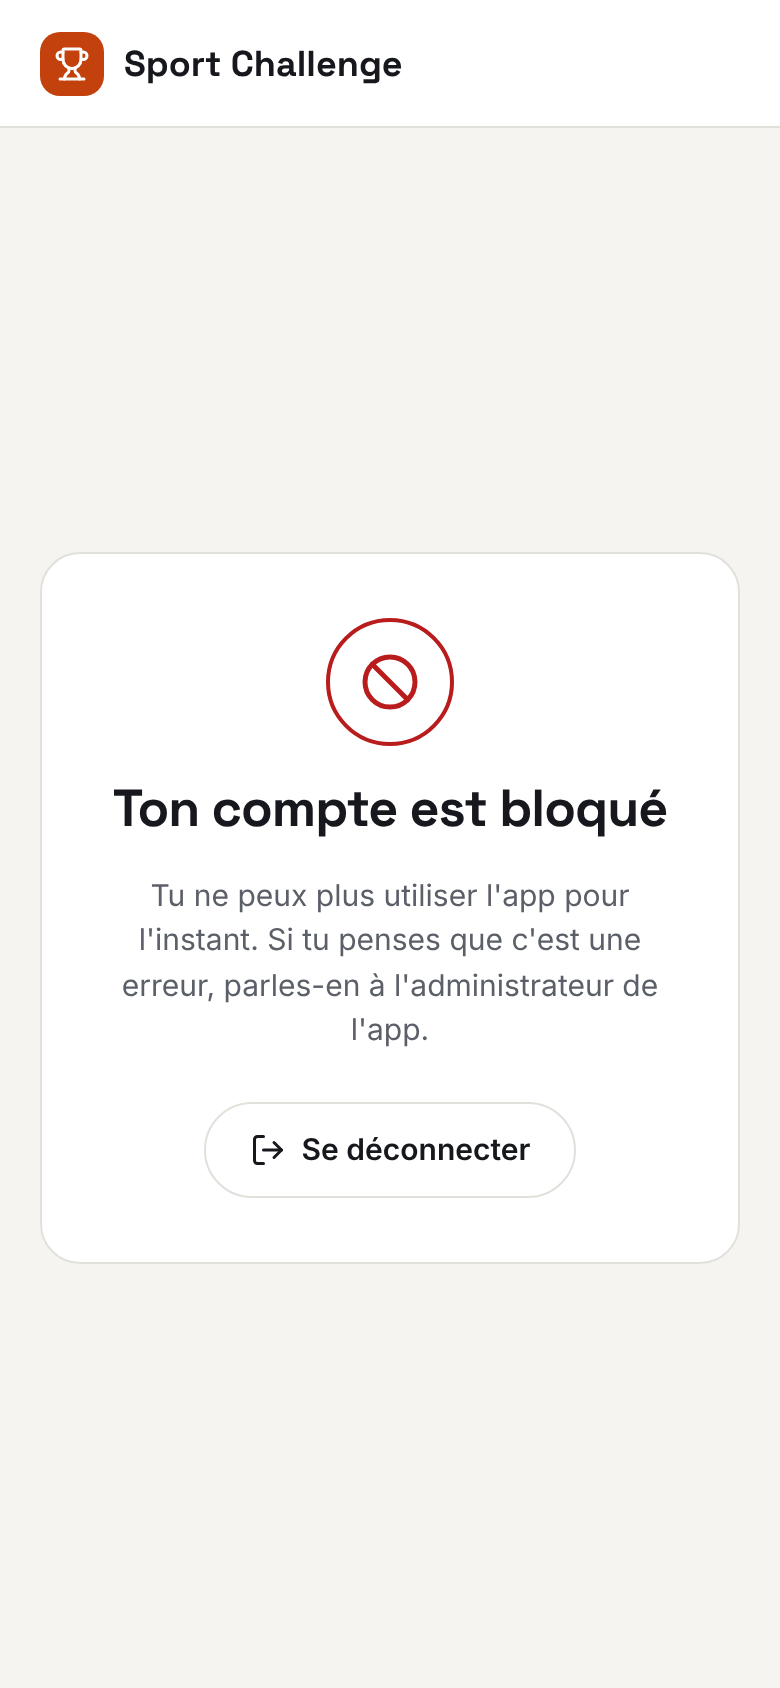 Sport Challenge
Ton compte est bloqué
Tu ne peux plus utiliser l'app pour
l'instant. Si tu penses que c'est une
erreur, parles-en à l'administrateur de
l'app.
Se déconnecter